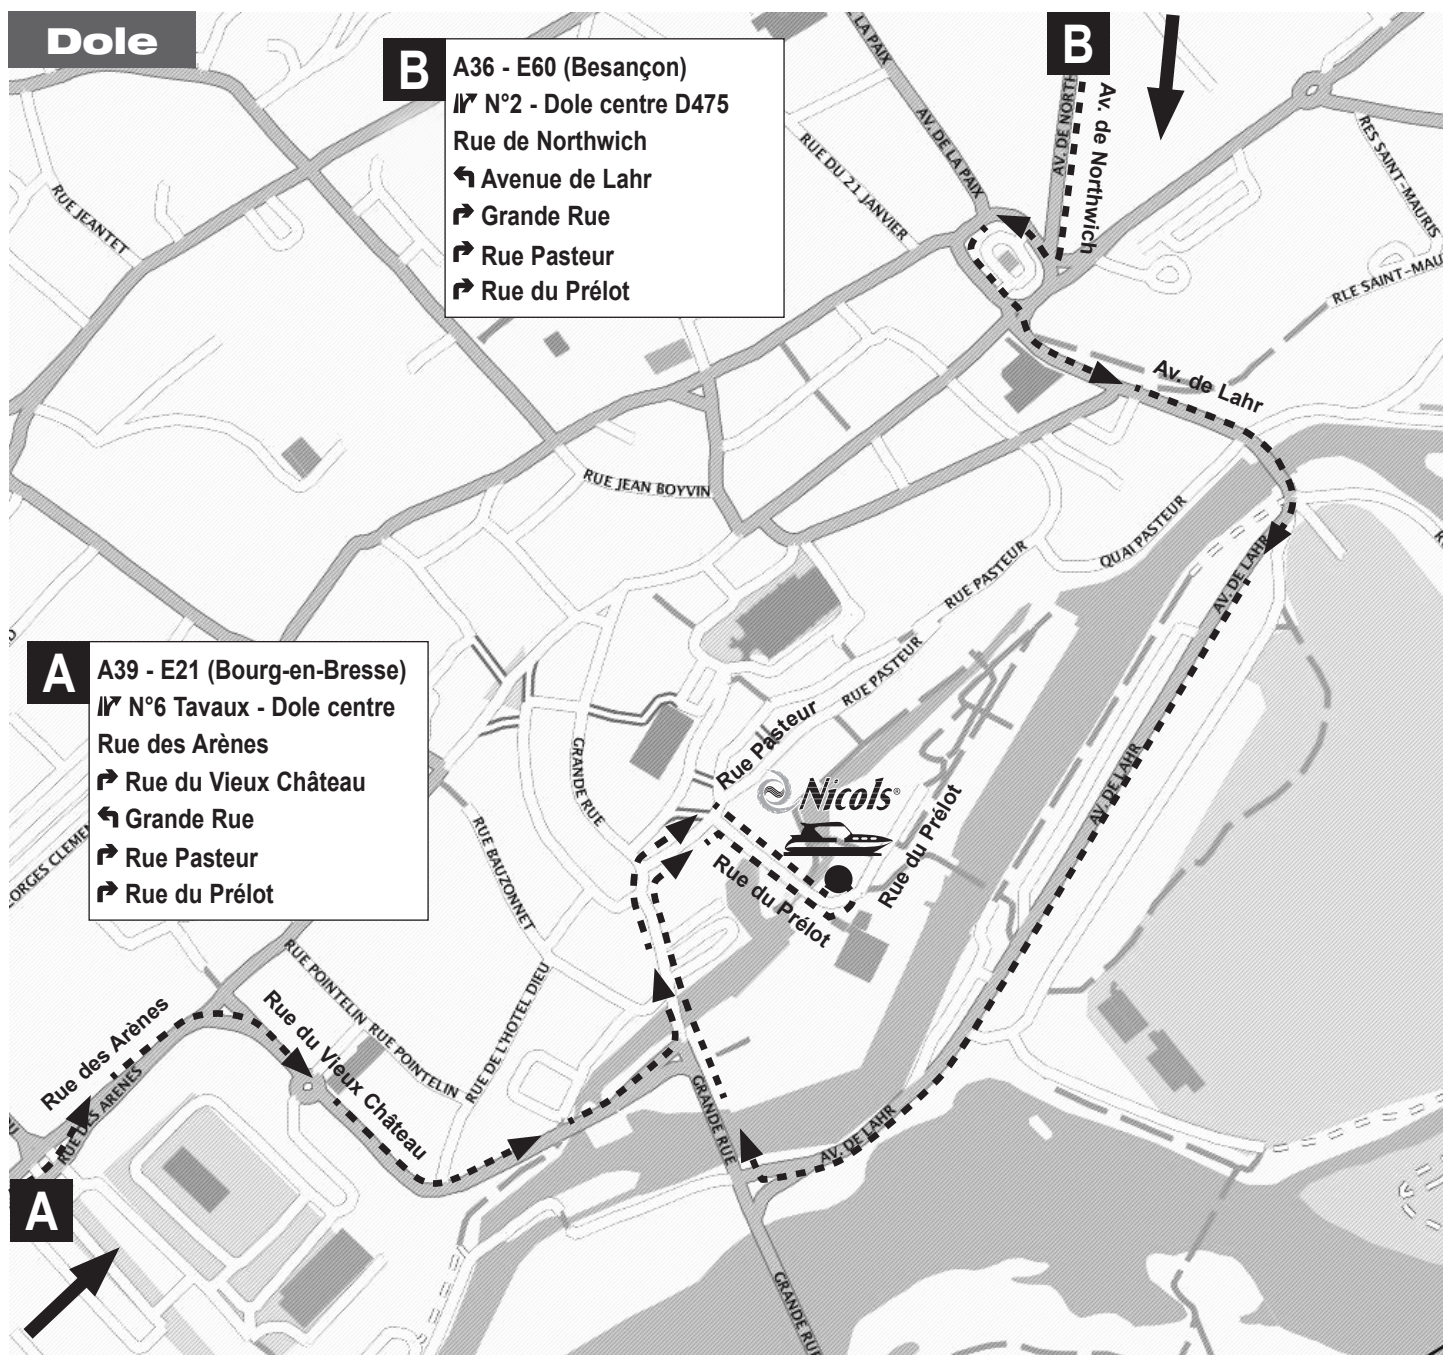 Dole
B
A36 - E60 (Besançon)
N°2 - Dole centre D475
Rue de Northwich
Avenue de Lahr
Grande Rue
Rue Pasteur
Rue du Prélot
B
LA PAIX
AV. DE LA PAIX
AV. DE NORTH
Av. de Northwich
RUE DU 21 JANVIER
RES SAINT-MAURIS
RLE SAINT-MAU
RUE JEANTET
Av. de Lahr
RUE JEAN BOYVIN
QUAI PASTEUR
RUE PASTEUR
AV. DE LAHR
RUE PASTEUR
A
A39 - E21 (Bourg-en-Bresse)
N°6 Tavaux - Dole centre
Rue des Arènes
Rue du Vieux Château
Grande Rue
Rue Pasteur
Rue du Prélot
GRANDE RUE
Rue Pasteur
Nicols®
AV. DE LAHR
Rue du Prélot
Rue du Prélot
ORGES CLEME
RUE BAUZONNET
RUE POINTELIN
RUE POINTELIN
RUE DE L'HOTEL DIEU
Rue des Arènes
RUE DES ARENES
Rue du Vieux Château
GRANDE RUE
AV. DE LAHR
A
GRANDE RUE